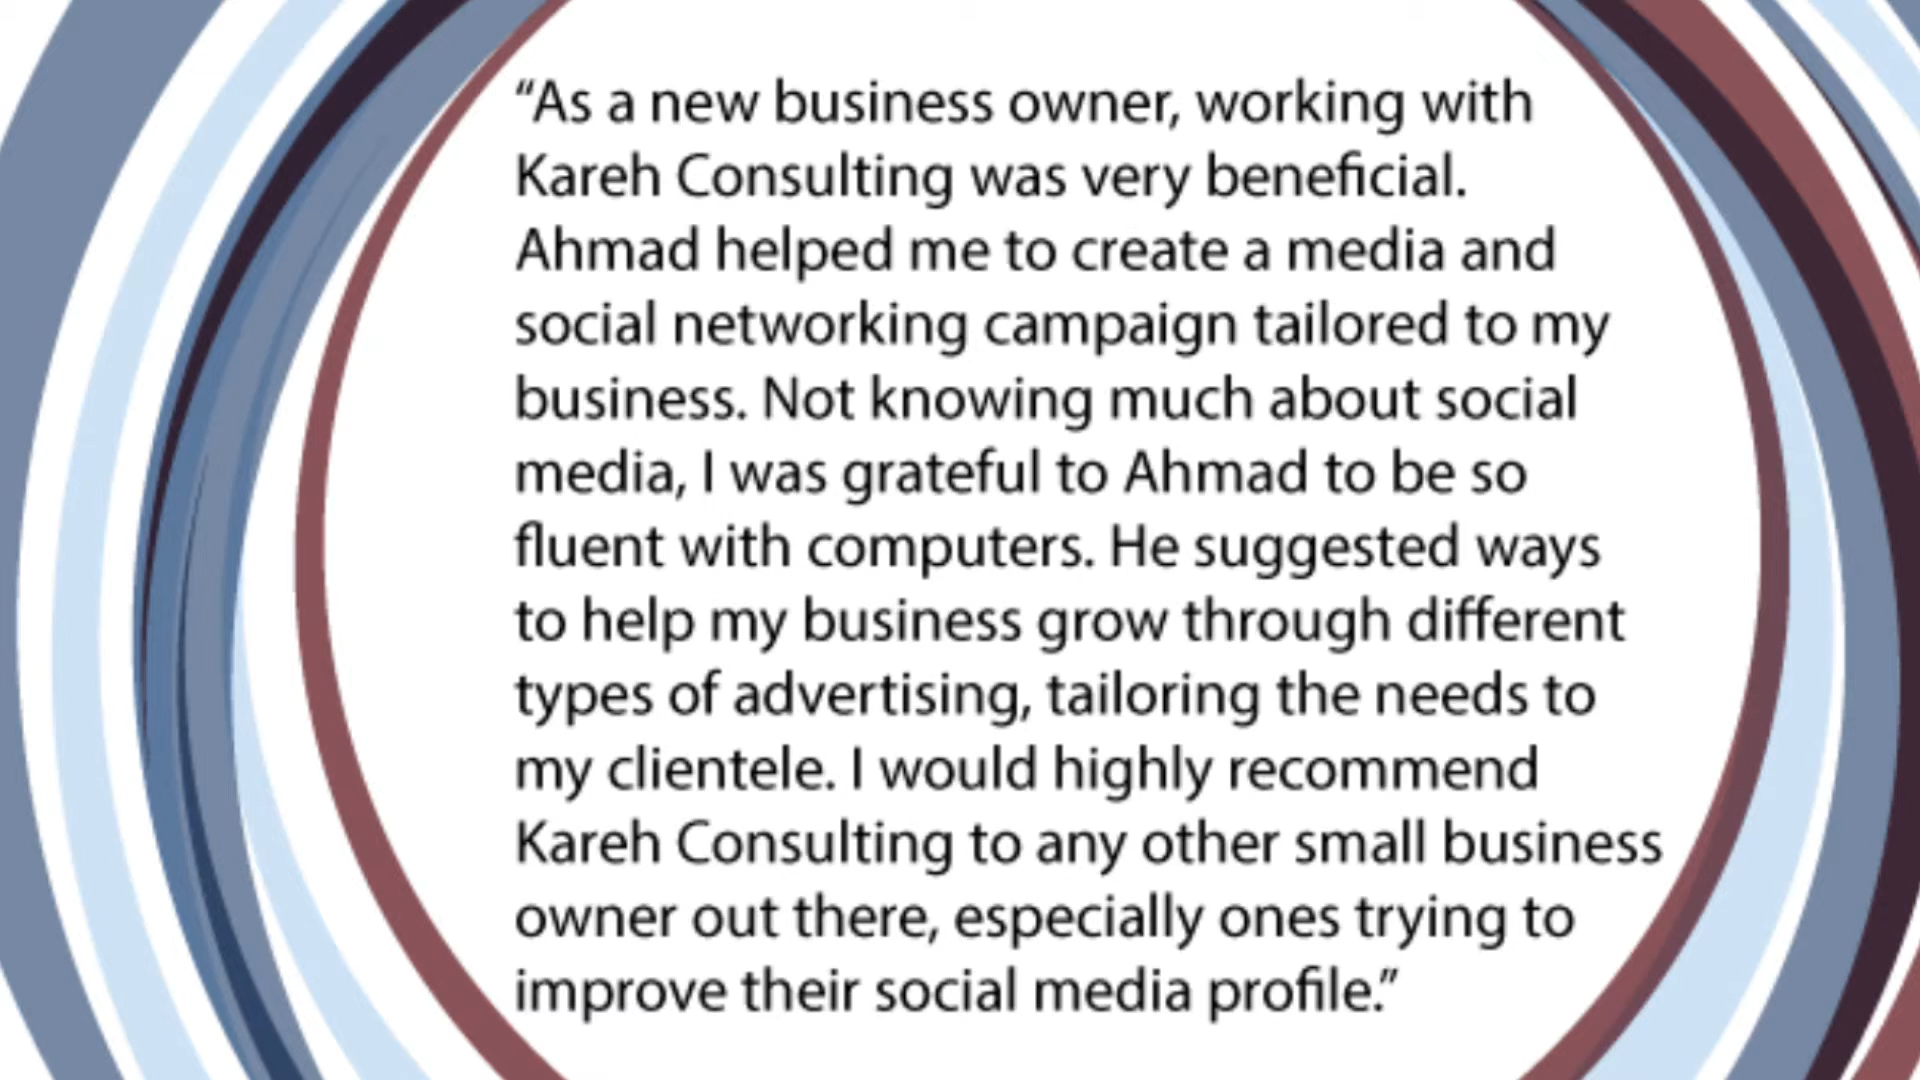 “As a new business owner, working with
Kareh Consulting was very beneficial.
Ahmad helped me to create a media and
social networking campaign tailored to my
business. Not knowing much about social
media, I was grateful to Ahmad to be so
fluent with computers. He suggested ways
to help my business grow through different
types of advertising, tailoring the needs to
my clientele. I would highly recommend
Kareh Consulting to any other small business
owner out there, especially ones trying to
improve their social media profile.”